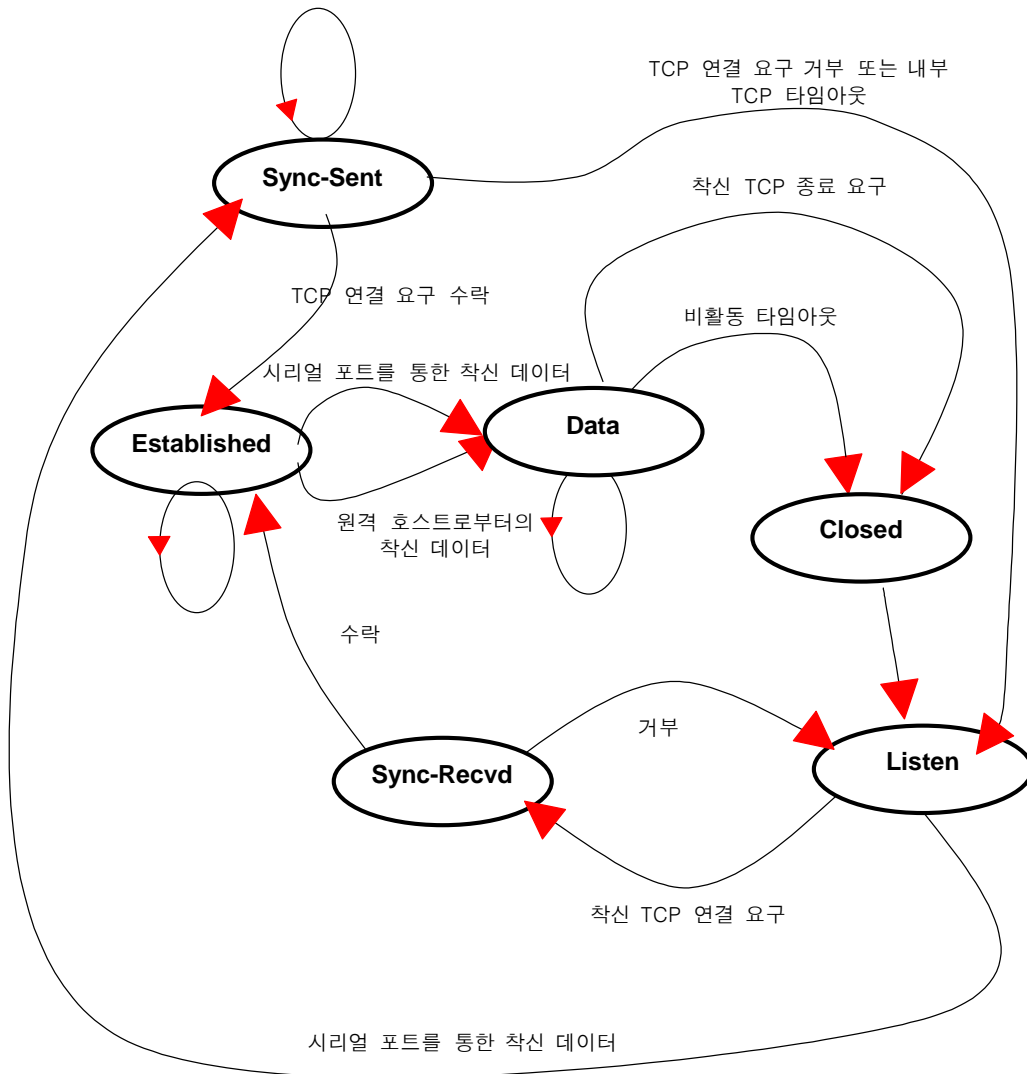 TCP 연결 요구 거부 또는 내부
TCP 타임아웃
Sync-Sent
착신 TCP 종료 요구
TCP 연결 요구 수락
비활동 타임아웃
시리얼 포트를 통한 착신 데이터
Data
Established
원격 호스트로부터의
착신 데이터
Closed
수락
거부
Sync-Recvd
Listen
착신 TCP 연결 요구
시리얼 포트를 통한 착신 데이터